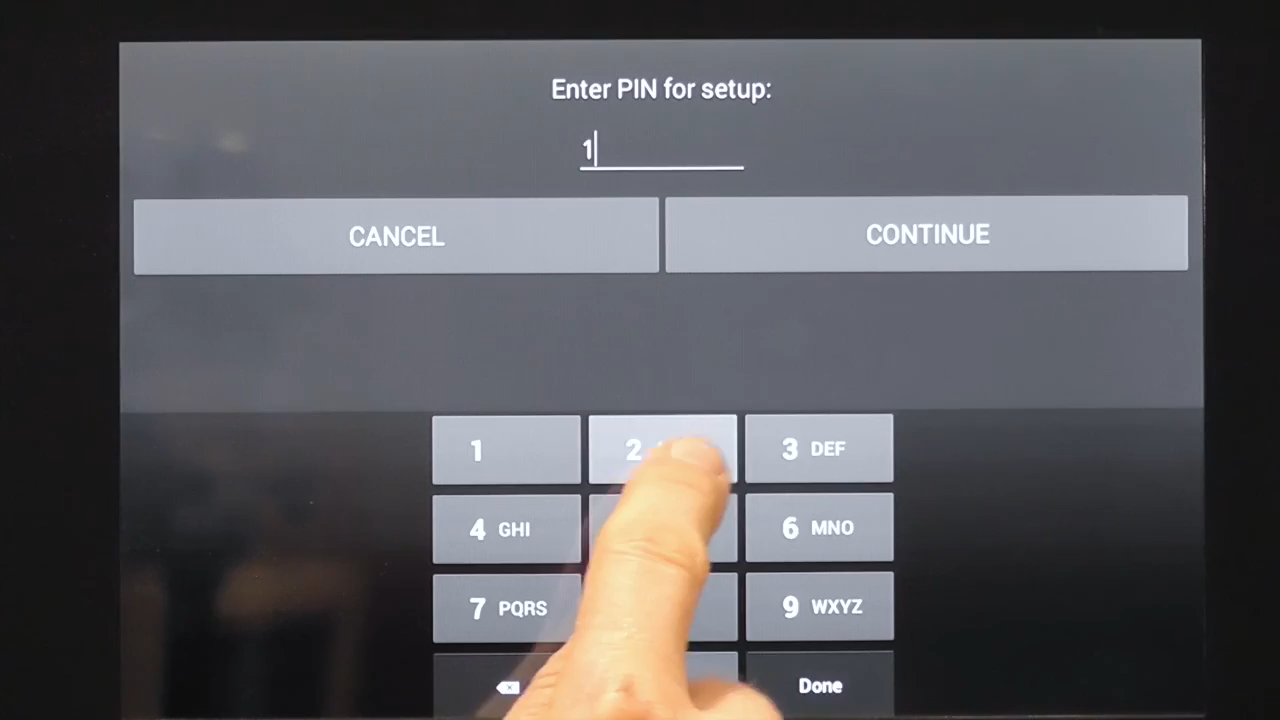 Enter PIN for setup:
1
CANCEL CONTINUE
1 2 3 DEF
4 GHI 6 MNO
7 PQRS 9 WXYZ
Done